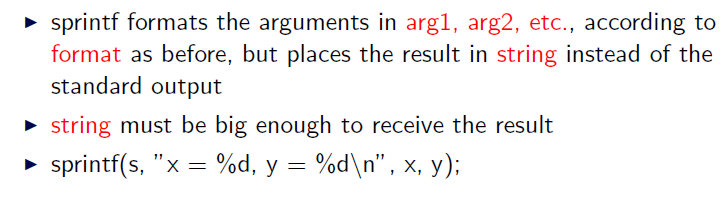 ▶ sprintf formats the arguments in arg1, arg2, etc., according to
format as before, but places the result in string instead of the
standard output
▶ string must be big enough to receive the result
▶ sprintf(s, ”x = %d, y = %d\n”, x, y);